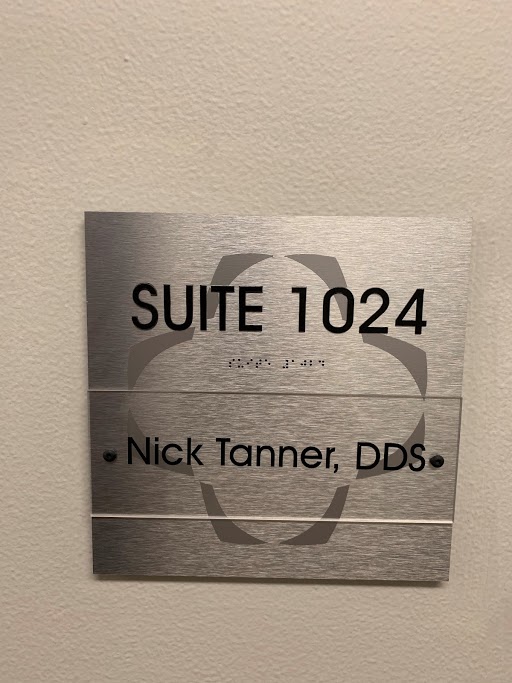 SUITE 1024
⠎⠥⠊⠞⠑ ⠼⠁⠚⠃⠙
Nick Tanner, DDS